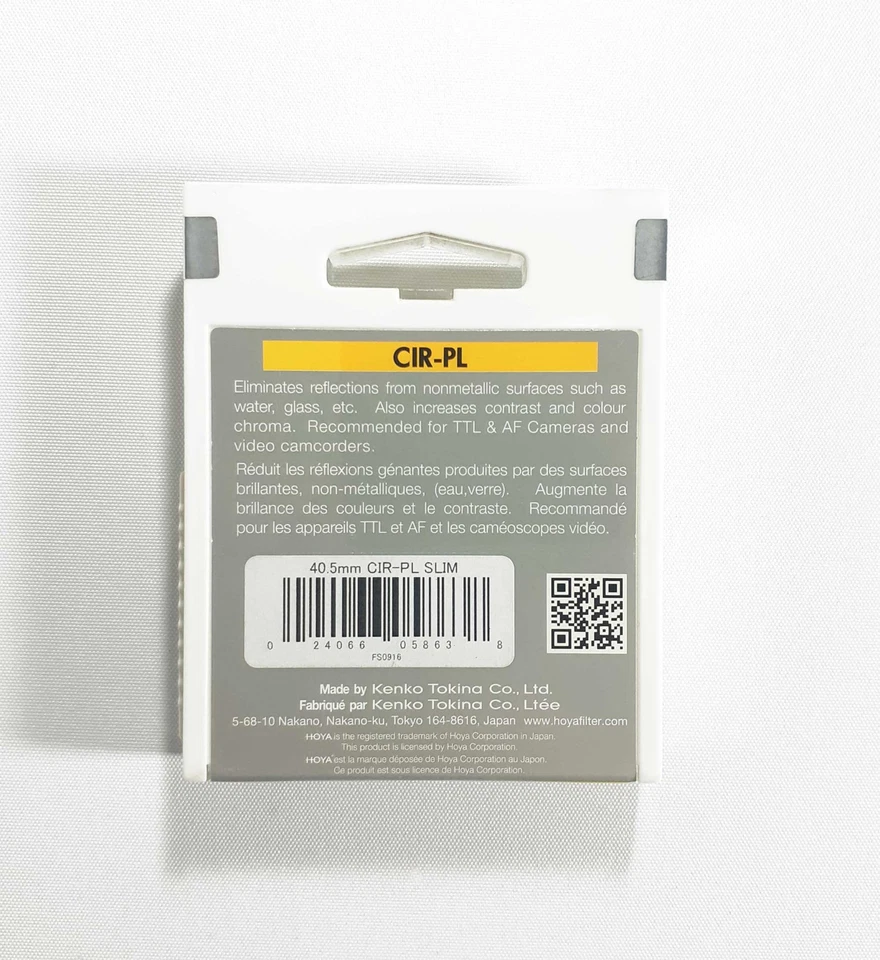 CIR-PL
Eliminates reflections from nonmetallic surfaces such as
water, glass, etc. Also increases contrast and colour
chroma. Recommended for TTL & AF Cameras and
video camcorders.
Réduit les réflexions génantes produites par des surfaces
brillantes, non-métalliques, (eau,verre). Augmente la
brillance des couleurs et le contraste. Recommandé
pour les appareils TTL et AF et les caméoscopes vidéo.
40.5mm CIR-PL SLIM
0 24066 05863 8
FS0916
Made by Kenko Tokina Co., Ltd.
Fabriqué par Kenko Tokina Co., Ltée
5-68-10 Nakano, Nakano-ku, Tokyo 164-8616, Japan www.hoyafilter.com
HOYA is the registered trademark of Hoya Corporation in Japan.
This product is licensed by Hoya Corporation.
HOYA est la marque déposée de Hoya Corporation au Japon.
Ce produit est sous licence de Hoya Corporation.